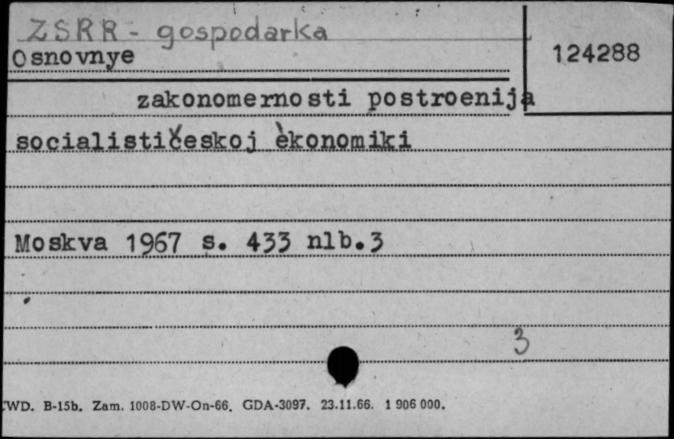 ZSRR - gospodarka
Osnovnye
124288
zakonomernosti postroenija
socialističeskoj èkonomiki
Moskva 1967 s. 433 nlb.3
3
WD. B-15b. Zam. 1008-DW-On-66. GDA-3097. 23.11.66. 1 906 000.